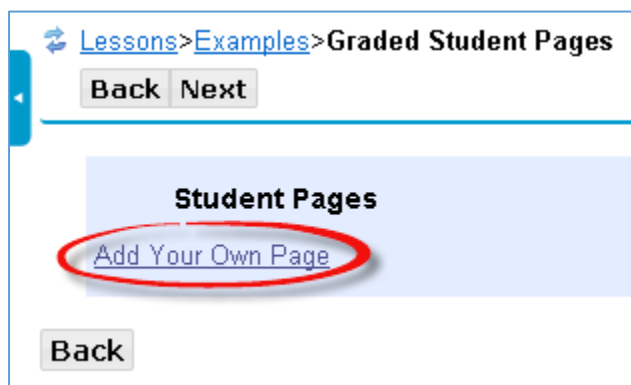 Lessons>Examples>Graded Student Pages
Back Next
Student Pages
Add Your Own Page
Back